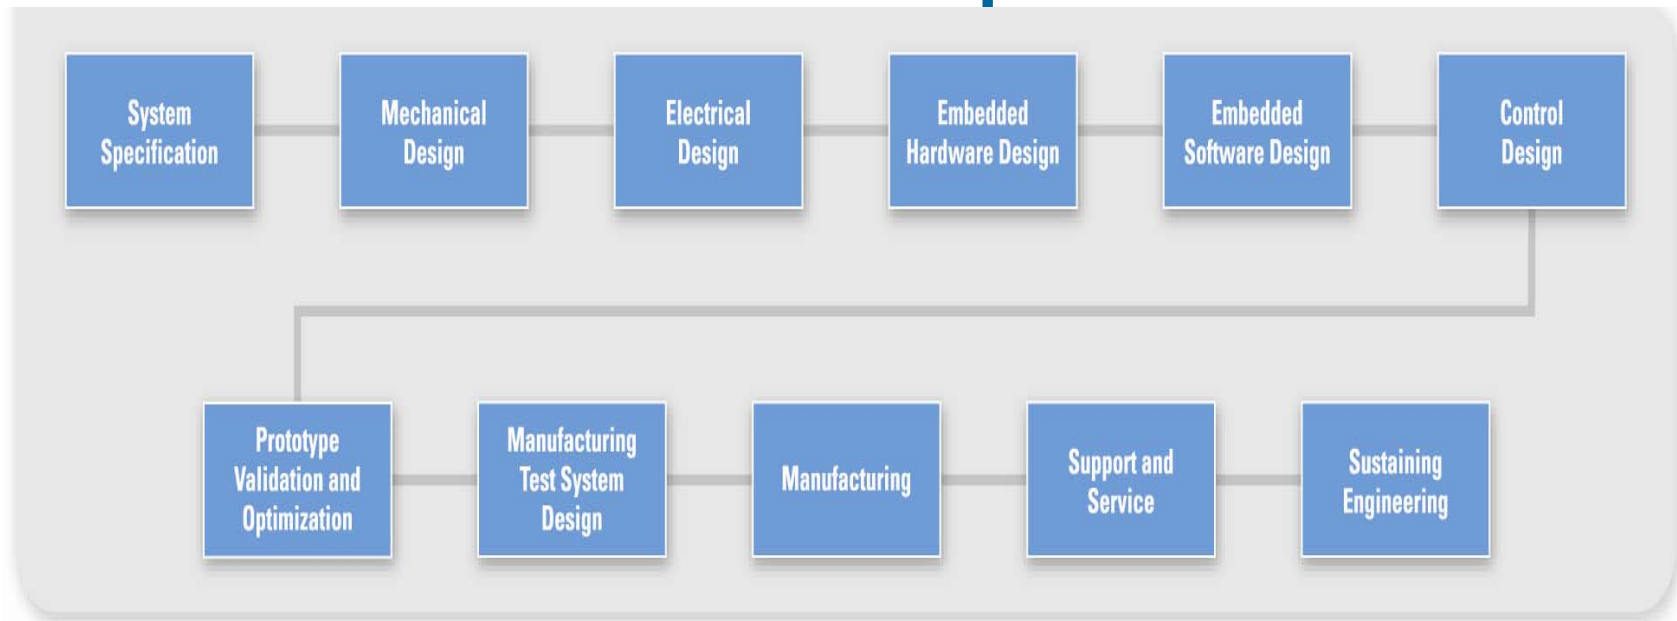 System
Specification
Mechanical
Design
Electrical
Design
Embedded
Hardware Design
Embedded
Software Design
Control
Design
Prototype
Validation and
Optimization
Manufacturing
Test System
Design
Manufacturing
Support and
Service
Sustaining
Engineering